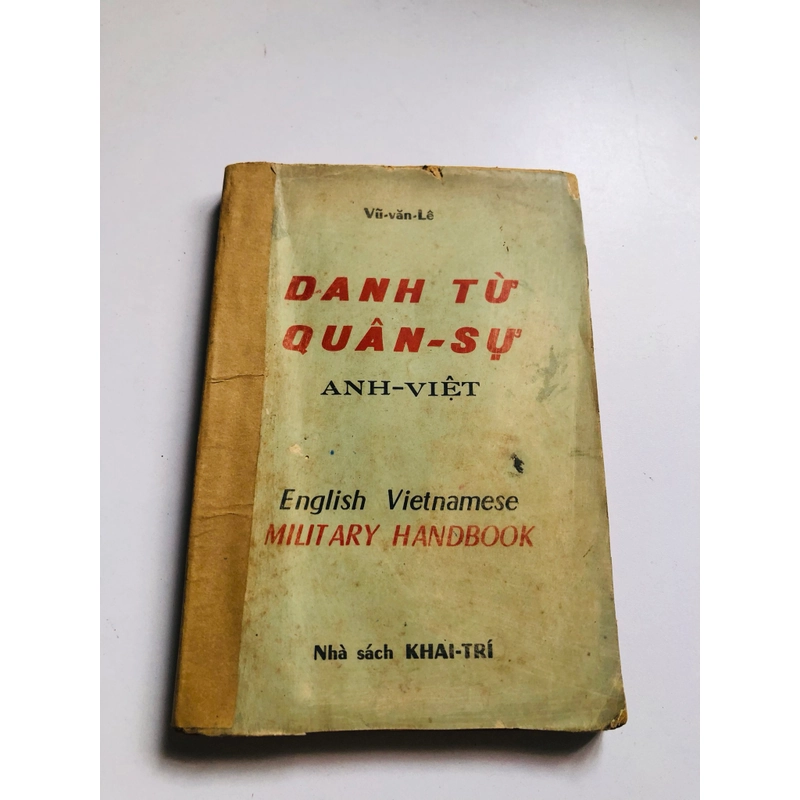 Vũ-văn-Lê
DANH TỪ
QUÂN-SỰ
ANH-VIỆT
English Vietnamese
MILITARY HANDBOOK
Nhà sách KHAI-TRÍ